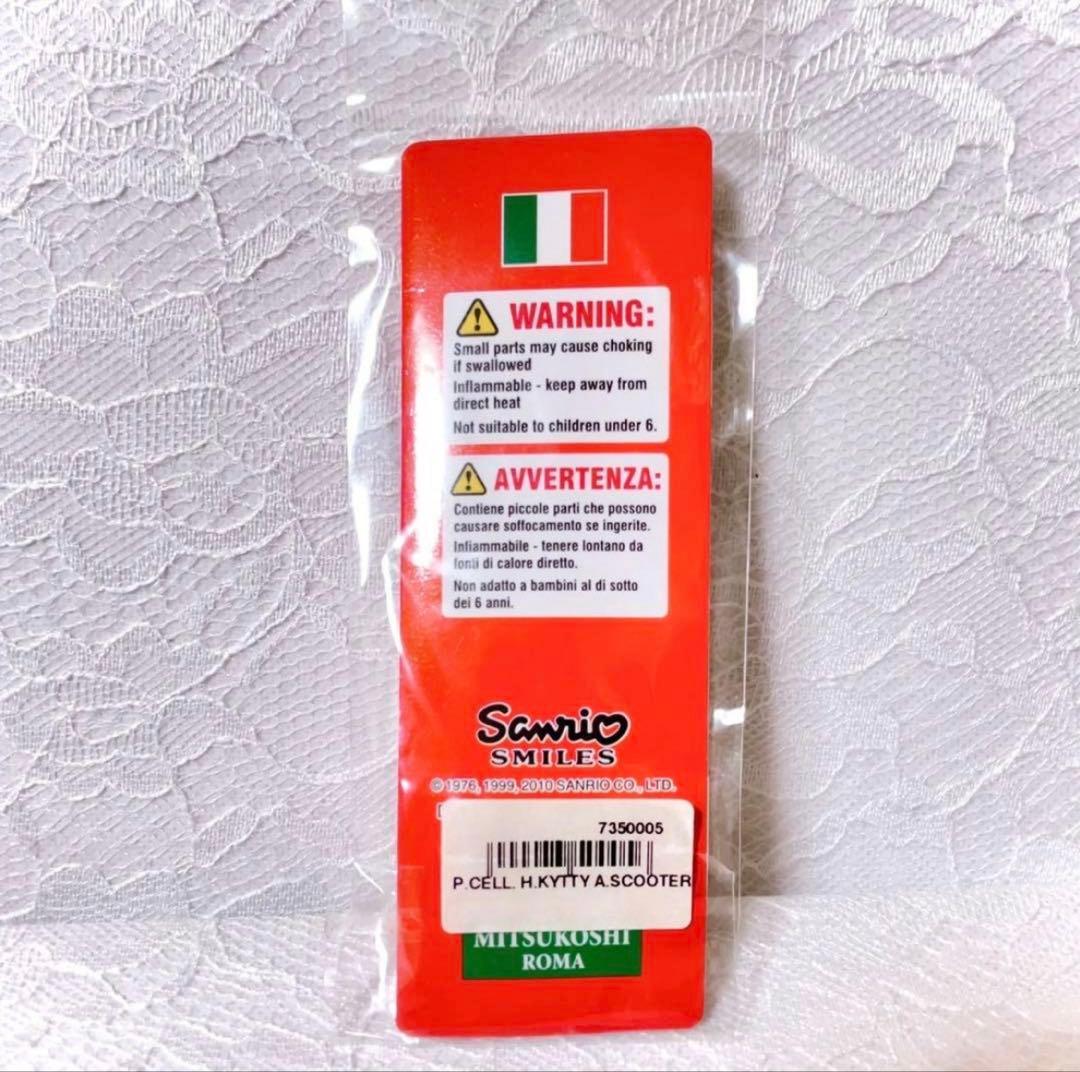 WARNING:
Small parts may cause choking
if swallowed
Inflammable - keep away from
direct heat
Not suitable to children under 6.
AVVERTENZA:
Contiene piccole parti che possono
causare soffocamento se ingerite.
Infiammabile - tenere lontano da
fonti di calore diretto.
Non adatto a bambini al di sotto
dei 6 anni.
Sanrio
SMILES
© 1976, 1999, 2010 SANRIO CO., LTD.
7350005
P.CELL. H.KYTTY A.SCOOTER
MITSUKOSHI
ROMA